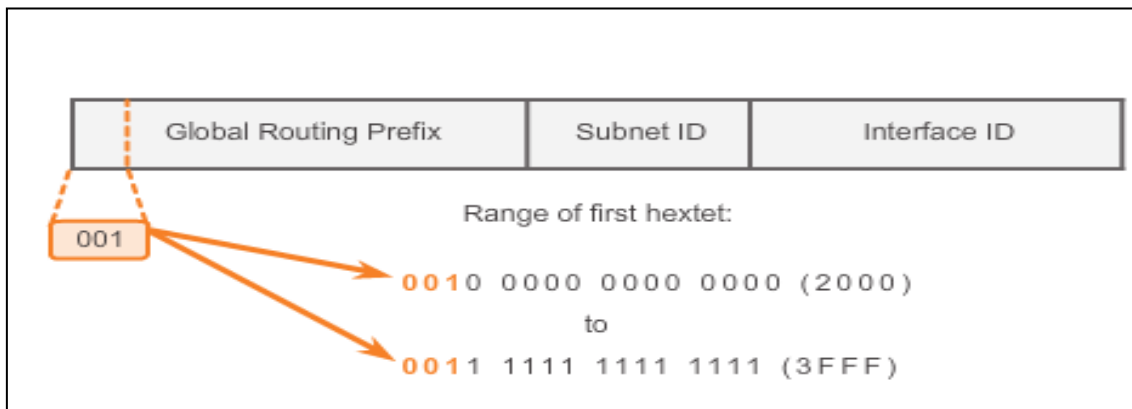 Global Routing Prefix Subnet ID Interface ID
Range of first hextet:
001
0010 0000 0000 0000 (2000)
to
0011 1111 1111 1111 (3FFF)